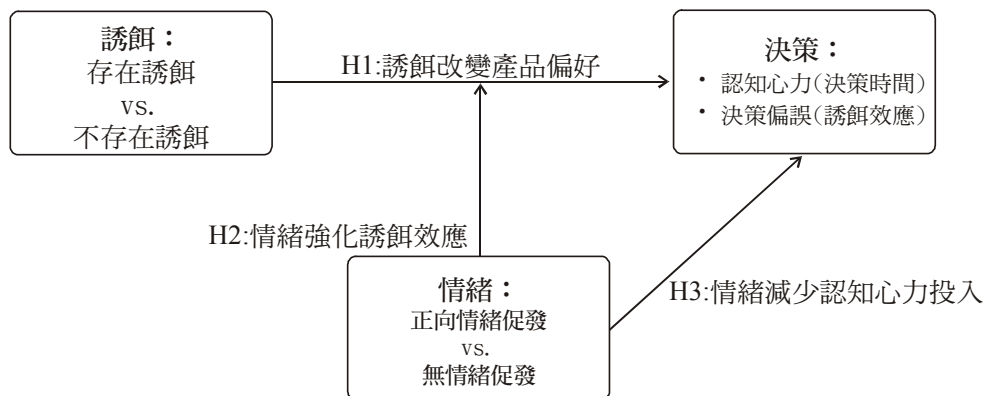 誘餌：
存在誘餌
vs.
不存在誘餌
H1:誘餌改變產品偏好
決策：
• 認知心力(決策時間)
• 決策偏誤(誘餌效應)
H2:情緒強化誘餌效應
情緒：
正向情緒促發
vs.
無情緒促發
H3:情緒減少認知心力投入